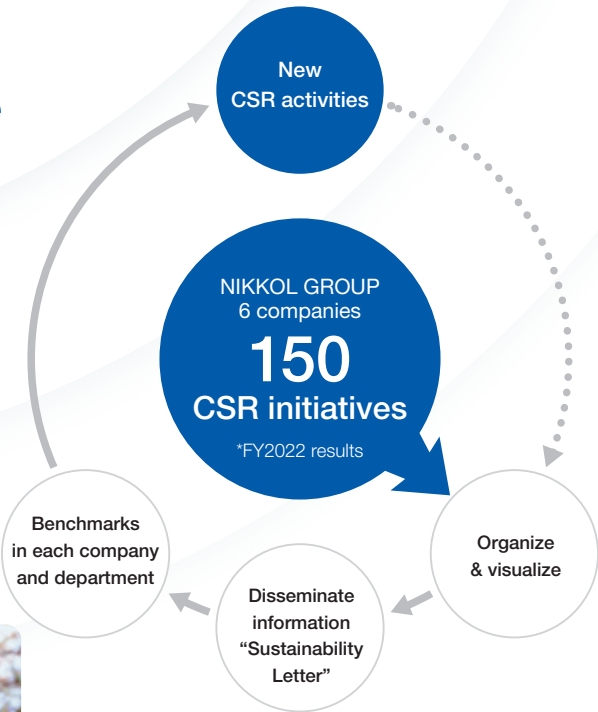 New
CSR activities
NIKKOL GROUP
6 companies
150
CSR initiatives
*FY2022 results
Organize
& visualize
Disseminate
information
“Sustainability
Letter”
Benchmarks
in each company
and department